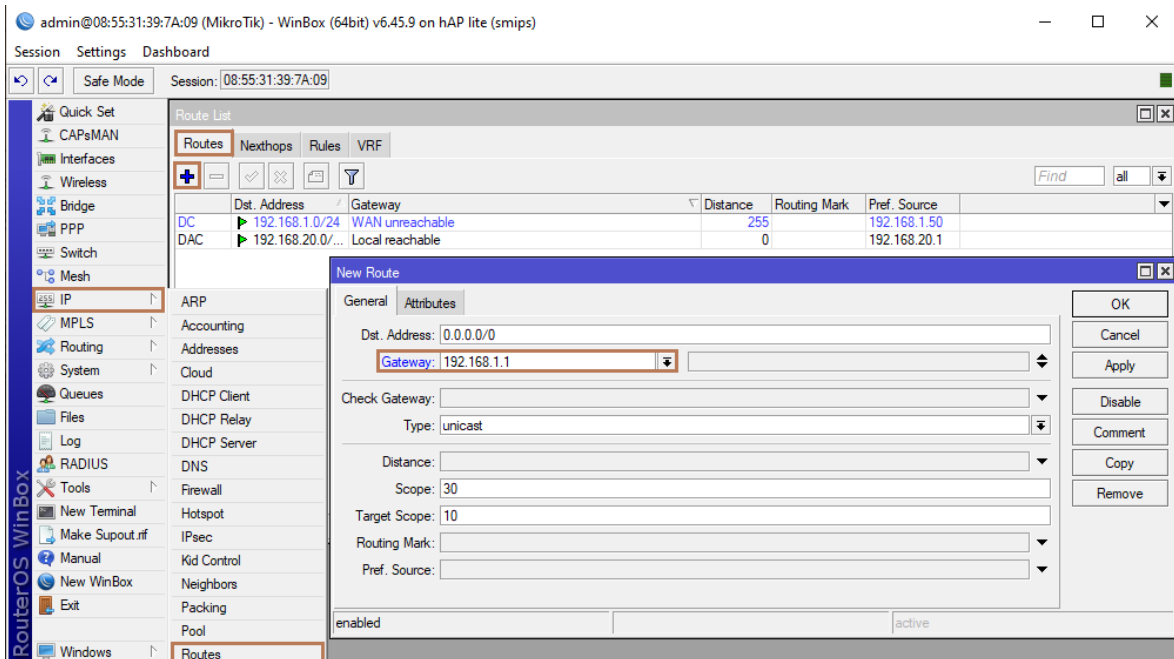 admin@08:55:31:39:7A:09 (MikroTik) - WinBox (64bit) v6.45.9 on hAP lite (smips)
Session Settings Dashboard
Safe Mode Session: 08:55:31:39:7A:09
RouterOS WinBox
Quick Set
CAPsMAN
Interfaces
Wireless
Bridge
PPP
Switch
Mesh
IP
MPLS
Routing
System
Queues
Files
Log
RADIUS
Tools
New Terminal
Make Supout.rif
Manual
New WinBox
Exit
Windows
ARP
Accounting
Addresses
Cloud
DHCP Client
DHCP Relay
DHCP Server
DNS
Firewall
Hotspot
IPsec
Kid Control
Neighbors
Packing
Pool
Routes
Route List
Routes Nexthops Rules VRF
Find all
Dst. Address Gateway Distance Routing Mark Pref. Source
DC 192.168.1.0/24 WAN unreachable 255 192.168.1.50
DAC 192.168.20.0/... Local reachable 0 192.168.20.1
New Route
General Attributes
Dst. Address: 0.0.0.0/0
Gateway: 192.168.1.1
Check Gateway:
Type: unicast
Distance:
Scope: 30
Target Scope: 10
Routing Mark:
Pref. Source:
enabled active
OK
Cancel
Apply
Disable
Comment
Copy
Remove